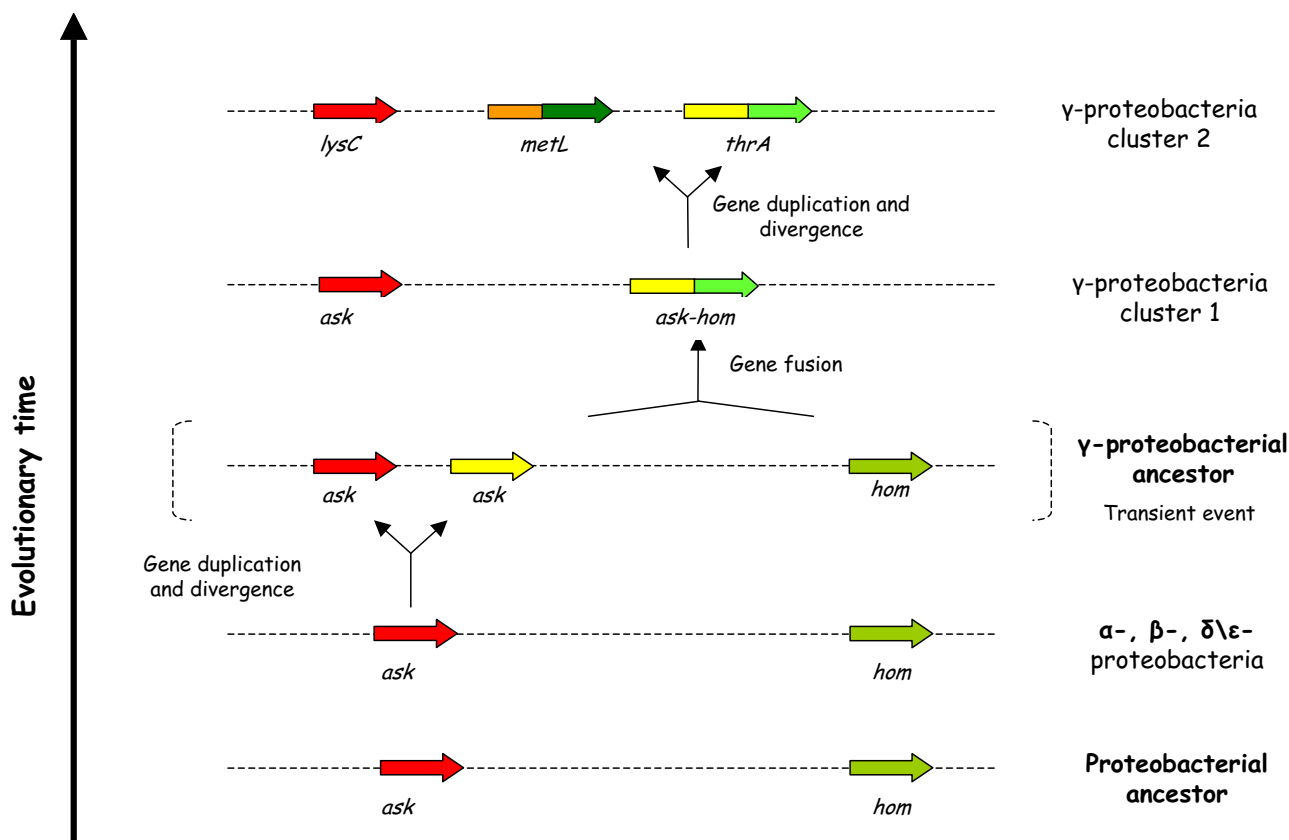 lysC metL thrA
γ-proteobacteria
cluster 2
Gene duplication and
divergence
ask ask-hom
γ-proteobacteria
cluster 1
Gene fusion
Evolutionary time
ask ask hom
γ-proteobacterial
ancestor
Transient event
Gene duplication
and divergence
ask hom
α-, β-, δ\ε-
proteobacteria
ask hom
Proteobacterial
ancestor